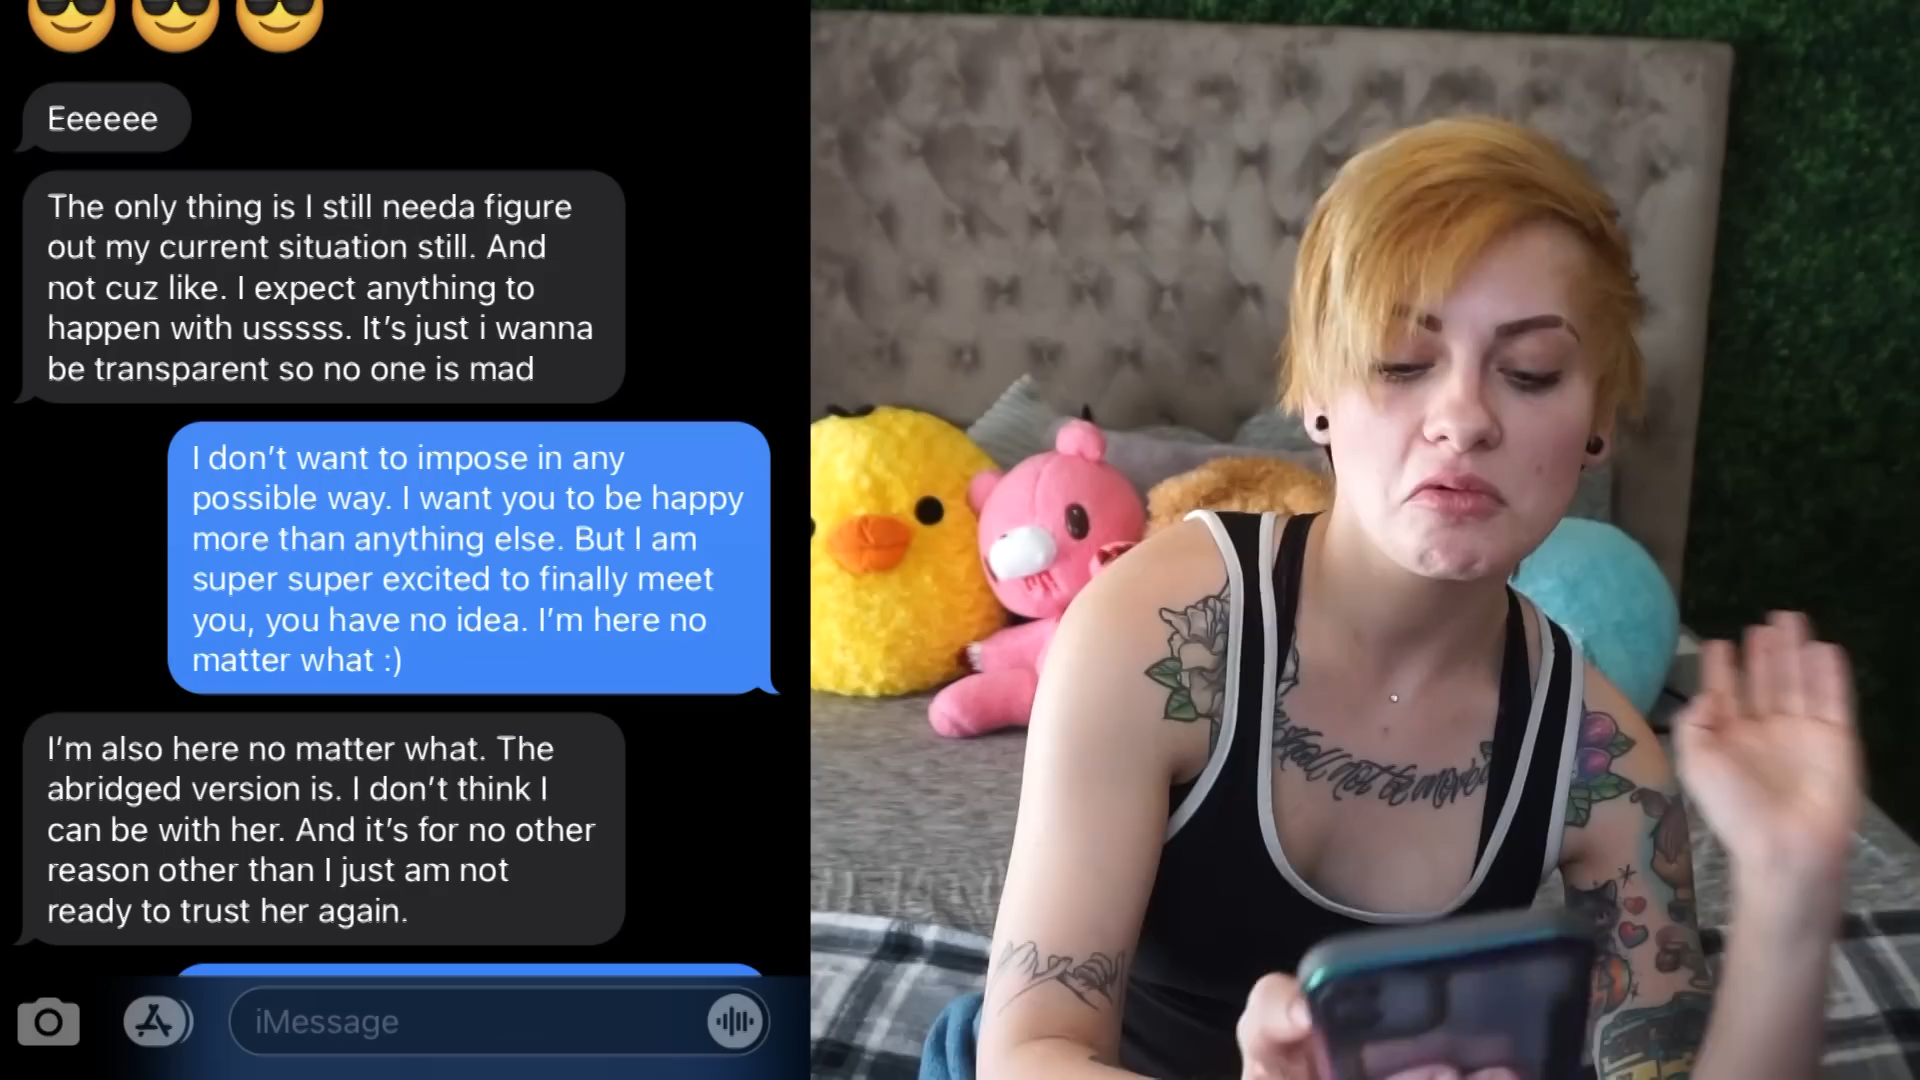 😎😎😎
Eeeeee
The only thing is I still needa figure
out my current situation still. And
not cuz like. I expect anything to
happen with usssss. It’s just i wanna
be transparent so no one is mad
I don’t want to impose in any
possible way. I want you to be happy
more than anything else. But I am
super super excited to finally meet
you, you have no idea. I’m here no
matter what :)
I’m also here no matter what. The
abridged version is. I don’t think I
can be with her. And it’s for no other
reason other than I just am not
ready to trust her again.
iMessage
shall not be moved